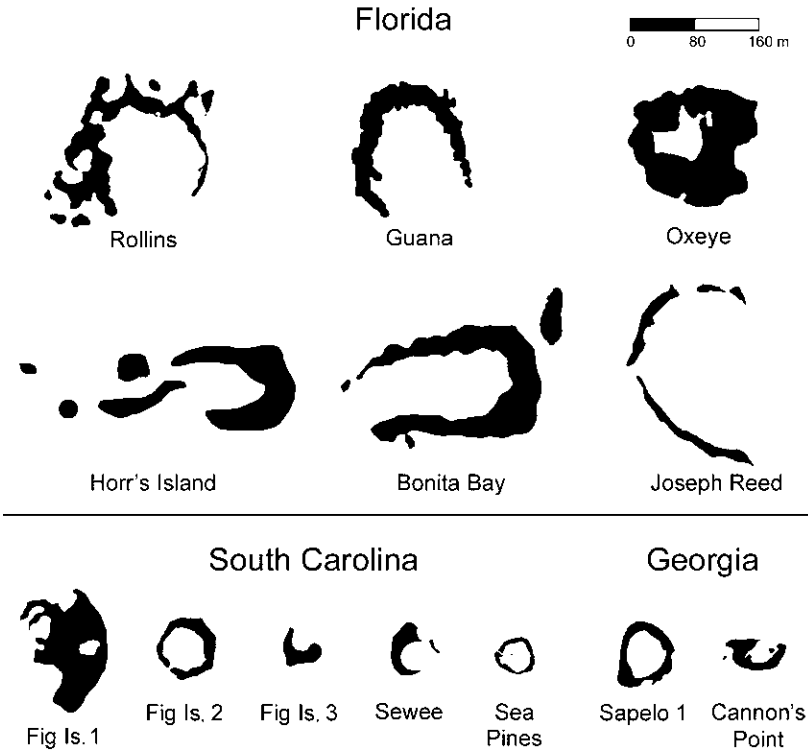 Florida
0 80 160 m
Rollins Guana Oxeye
Horr's Island Bonita Bay Joseph Reed
South Carolina Georgia
Fig Is. 1 Fig Is. 2 Fig Is. 3 Sewee Sea Pines Sapelo 1 Cannon's Point